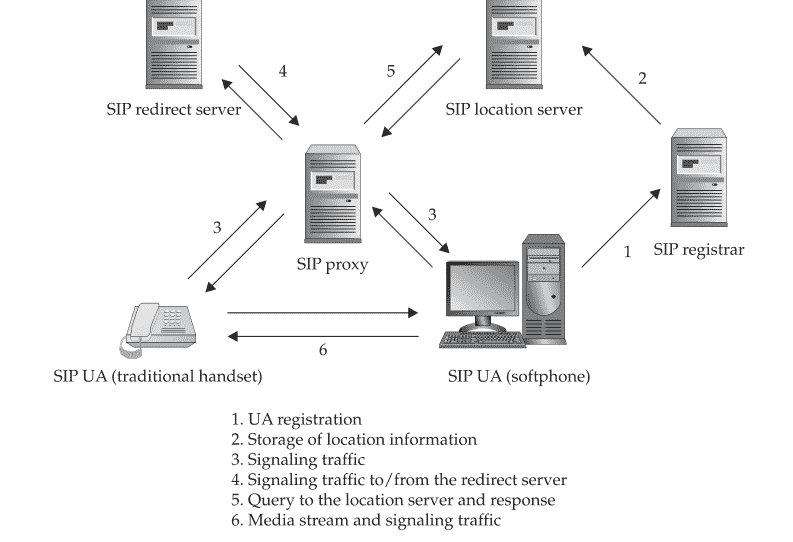 4
5
2
SIP redirect server
SIP location server
3
3
1
SIP registrar
SIP proxy
6
SIP UA (traditional handset)
SIP UA (softphone)
1. UA registration
2. Storage of location information
3. Signaling traffic
4. Signaling traffic to/from the redirect server
5. Query to the location server and response
6. Media stream and signaling traffic